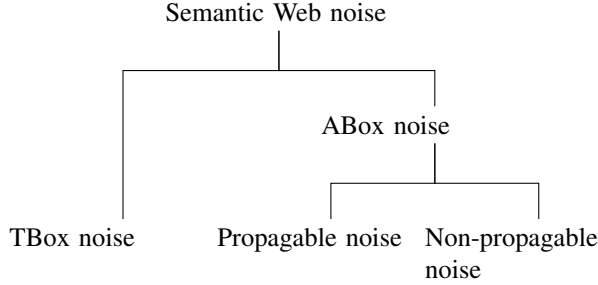 Semantic Web noise
ABox noise
TBox noise
Propagable noise
Non-propagable
noise